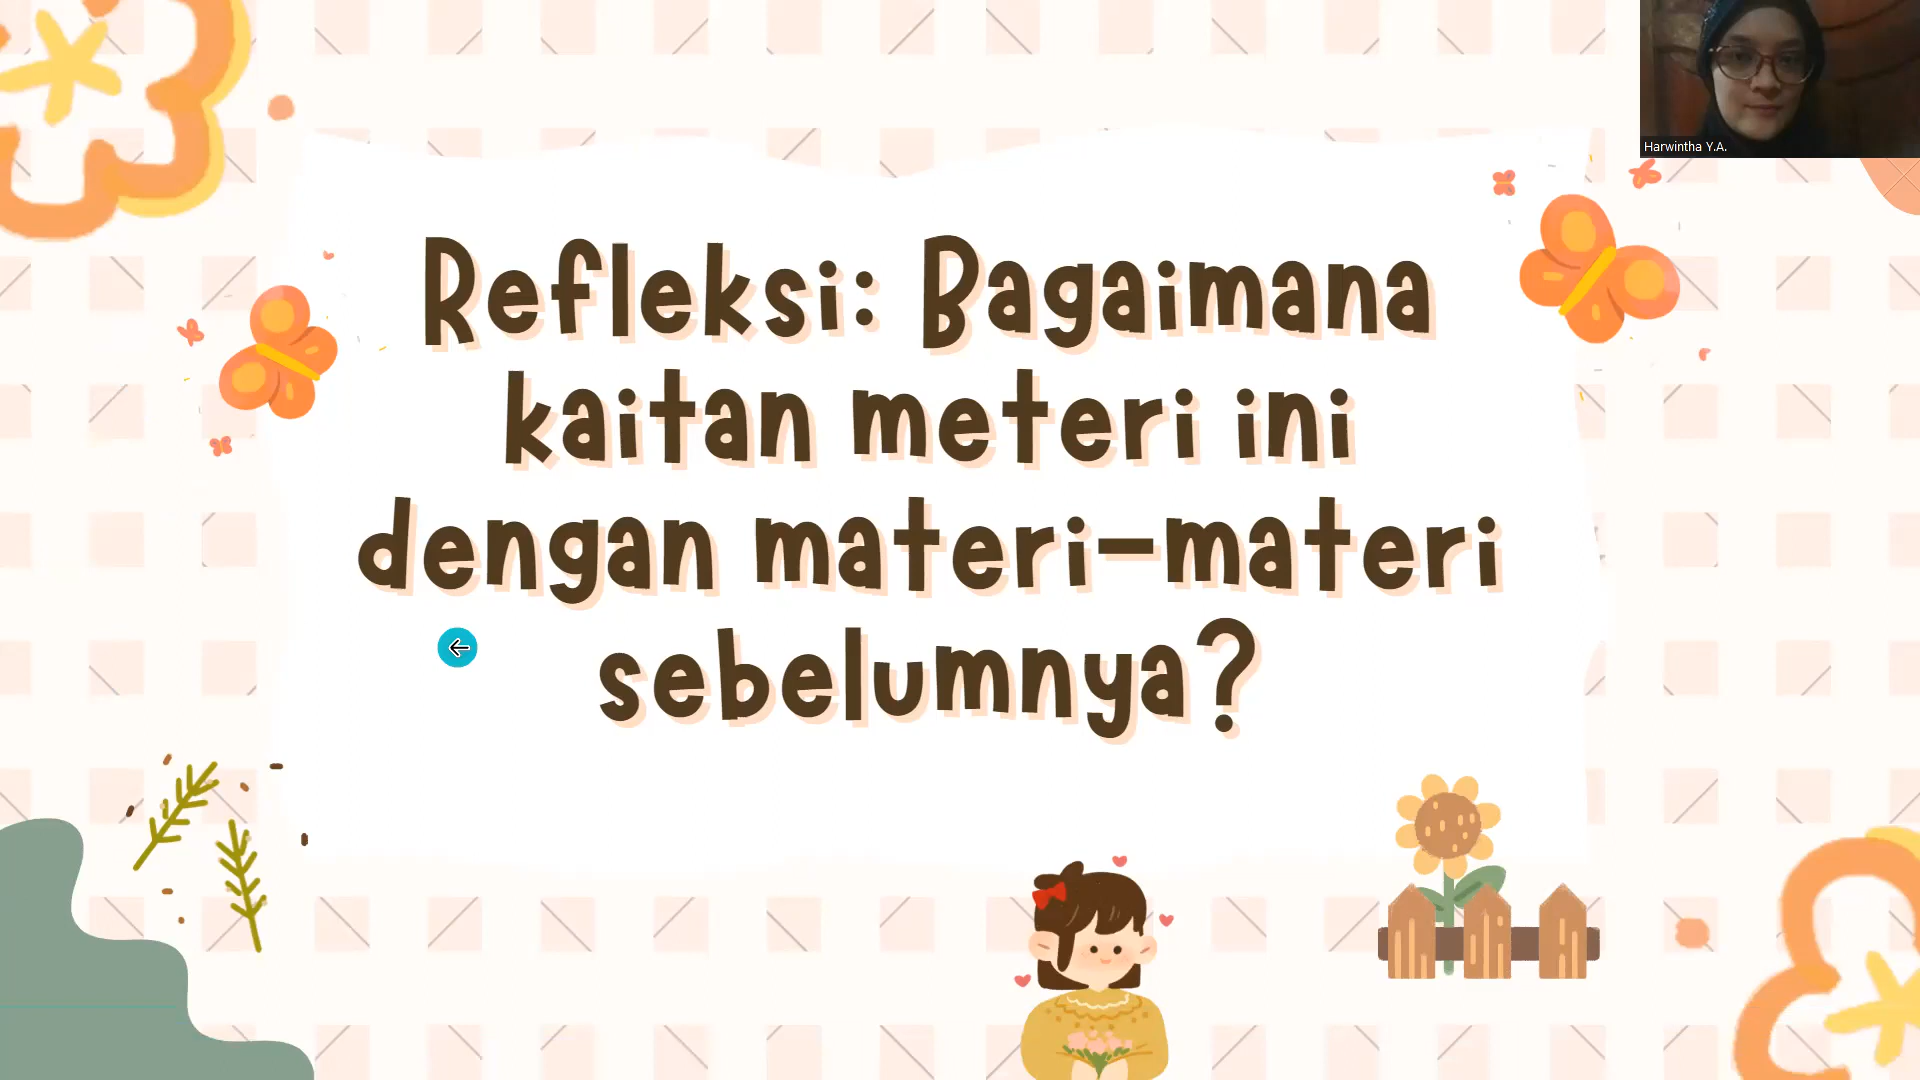 Refleksi: Bagaimana
kaitan meteri ini
dengan materi-materi
sebelumnya?
Harwintha Y.A.